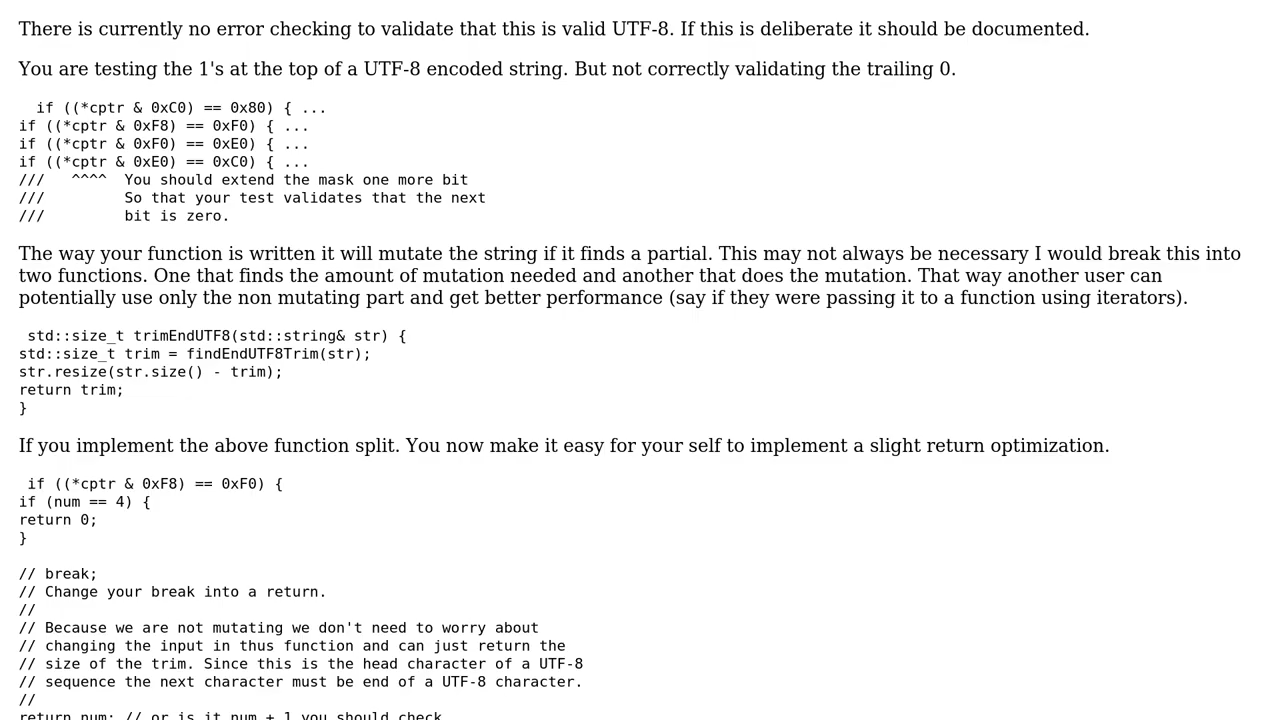 There is currently no error checking to validate that this is valid UTF-8. If this is deliberate it should be documented.
You are testing the 1's at the top of a UTF-8 encoded string. But not correctly validating the trailing 0.
if ((*cptr & 0xC0) == 0x80) { ...
if ((*cptr & 0xF8) == 0xF0) { ...
if ((*cptr & 0xF0) == 0xE0) { ...
if ((*cptr & 0xE0) == 0xC0) { ...
///   ^^^^  You should extend the mask one more bit
///         So that your test validates that the next
///         bit is zero.
The way your function is written it will mutate the string if it finds a partial. This may not always be necessary I would break this into
two functions. One that finds the amount of mutation needed and another that does the mutation. That way another user can
potentially use only the non mutating part and get better performance (say if they were passing it to a function using iterators).
std::size_t trimEndUTF8(std::string& str) {
std::size_t trim = findEndUTF8Trim(str);
str.resize(str.size() - trim);
return trim;
}
If you implement the above function split. You now make it easy for your self to implement a slight return optimization.
if ((*cptr & 0xF8) == 0xF0) {
if (num == 4) {
return 0;
}
// break;
// Change your break into a return.
//
// Because we are not mutating we don't need to worry about
// changing the input in thus function and can just return the
// size of the trim. Since this is the head character of a UTF-8
// sequence the next character must be end of a UTF-8 character.
//
return num; // or is it num + 1 you should check